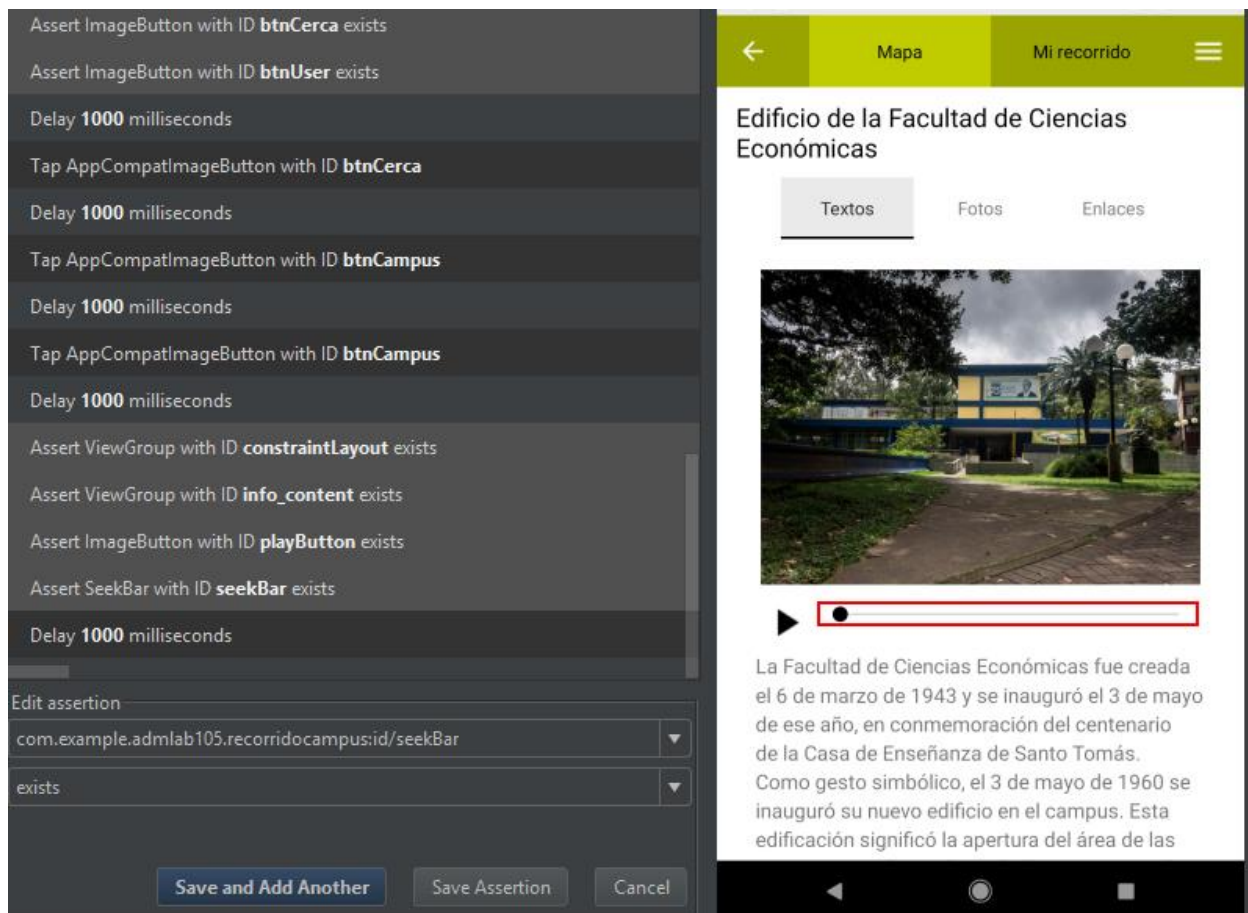 Assert ImageButton with ID btnCerca exists
Assert ImageButton with ID btnUser exists
Delay 1000 milliseconds
Tap AppCompatImageButton with ID btnCerca
Delay 1000 milliseconds
Tap AppCompatImageButton with ID btnCampus
Delay 1000 milliseconds
Tap AppCompatImageButton with ID btnCampus
Delay 1000 milliseconds
Assert ViewGroup with ID constraintLayout exists
Assert ViewGroup with ID info_content exists
Assert ImageButton with ID playButton exists
Assert SeekBar with ID seekBar exists
Delay 1000 milliseconds
Edit assertion
com.example.admlab105.recorridocampus:id/seekBar
exists
Save and Add Another
Save Assertion
Cancel
Mapa
Mi recorrido
Edificio de la Facultad de Ciencias
Económicas
Textos
Fotos
Enlaces
La Facultad de Ciencias Económicas fue creada
el 6 de marzo de 1943 y se inauguró el 3 de mayo
de ese año, en conmemoración del centenario
de la Casa de Enseñanza de Santo Tomás.
Como gesto simbólico, el 3 de mayo de 1960 se
inauguró su nuevo edificio en el campus. Esta
edificación significó la apertura del área de las